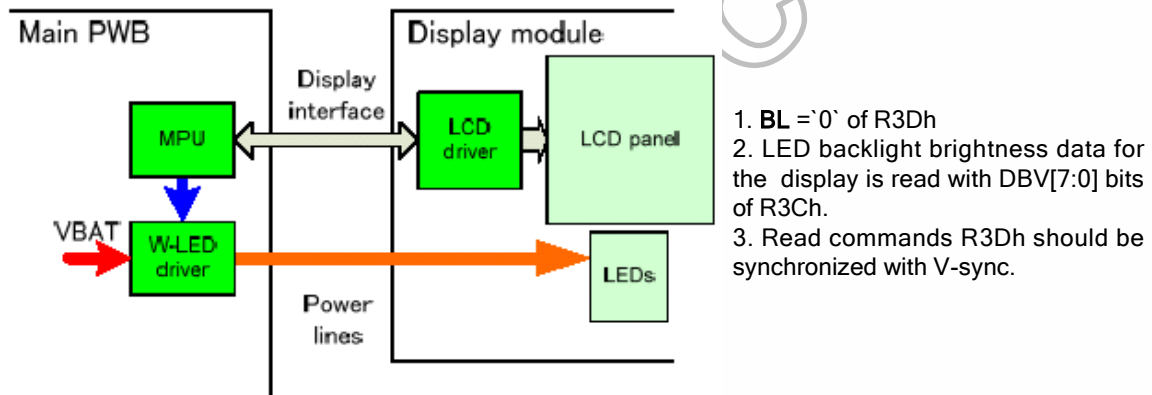 Main PWB
Display module
Display
interface
MPU
LCD
driver
LCD panel
VBAT
W-LED
driver
LEDs
Power
lines
1. BL =`0` of R3Dh
2. LED backlight brightness data for
the display is read with DBV[7:0] bits
of R3Ch.
3. Read commands R3Dh should be
synchronized with V-sync.